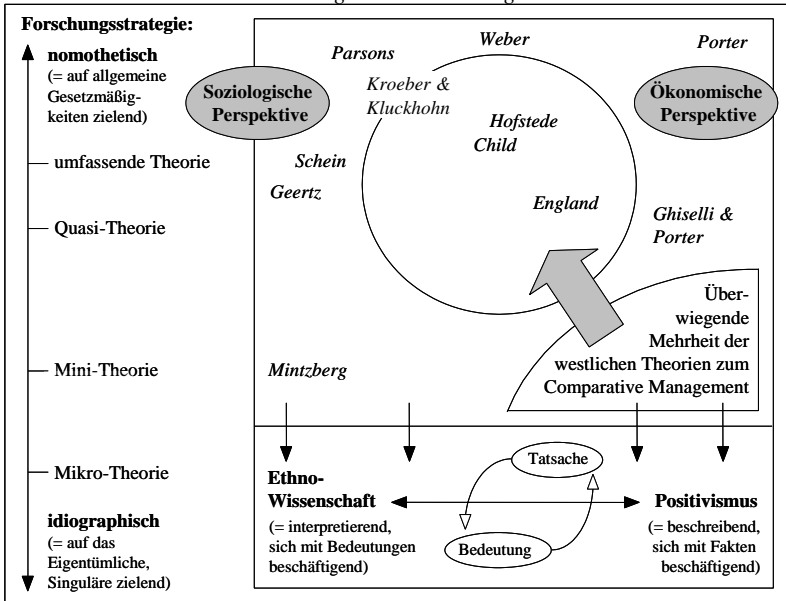 Forschungsstrategie:
nomothetisch
(= auf allgemeine
Gesetzmäßig-
keiten zielend)
umfassende Theorie
Quasi-Theorie
Mini-Theorie
Mikro-Theorie
idiographisch
(= auf das
Eigentümliche,
Singuläre zielend)
Weber
Parsons
Porter
Soziologische
Perspektive
Kroeber &
Kluckhohn
Ökonomische
Perspektive
Hofstede
Child
Schein
Geertz
England
Ghiselli &
Porter
Über-
wiegende
Mehrheit der
westlichen Theorien zum
Comparative Management
Mintzberg
Tatsache
Ethno-
Wissenschaft
(= interpretierend,
sich mit Bedeutungen
beschäftigend)
Bedeutung
Positivismus
(= beschreibend,
sich mit Fakten
beschäftigend)